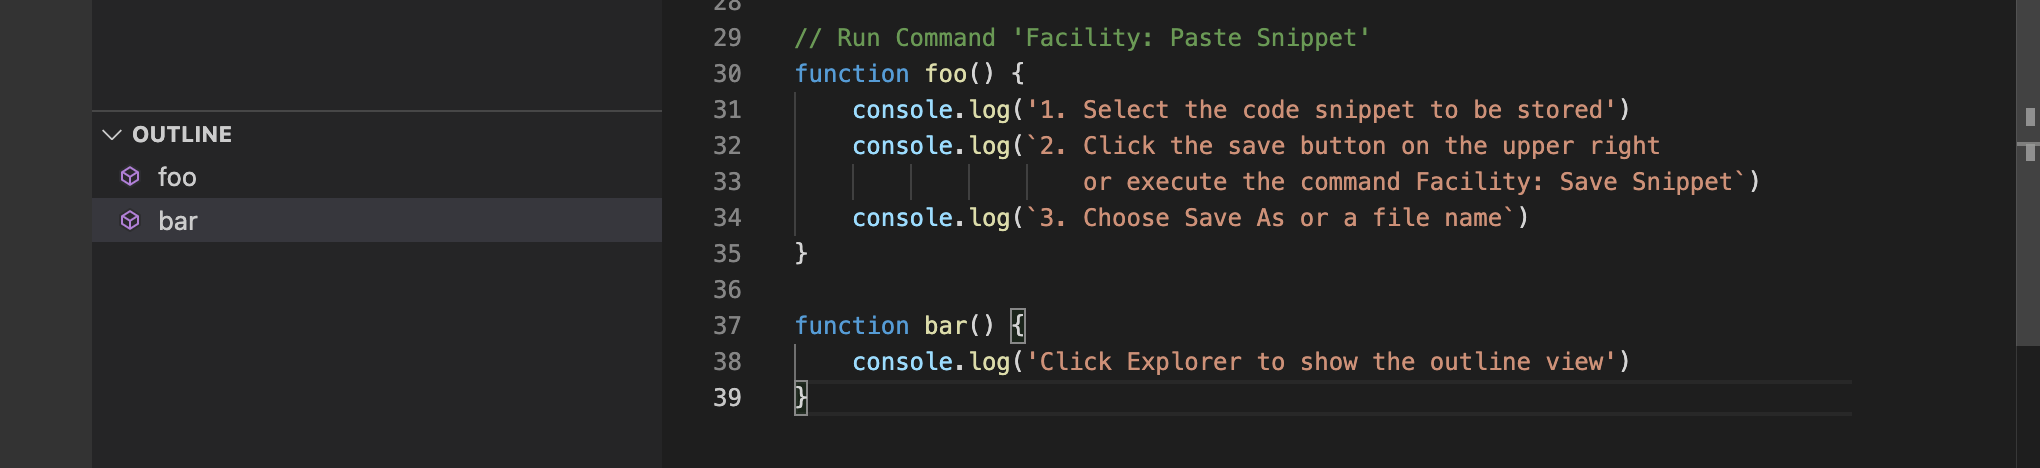 OUTLINE
foo
bar
28
29 // Run Command 'Facility: Paste Snippet'
30 function foo() {
31     console.log('1. Select the code snippet to be stored')
32     console.log(`2. Click the save button on the upper right
33                     or execute the command Facility: Save Snippet`)
34     console.log(`3. Choose Save As or a file name`)
35 }
36
37 function bar() {
38     console.log('Click Explorer to show the outline view')
39 }